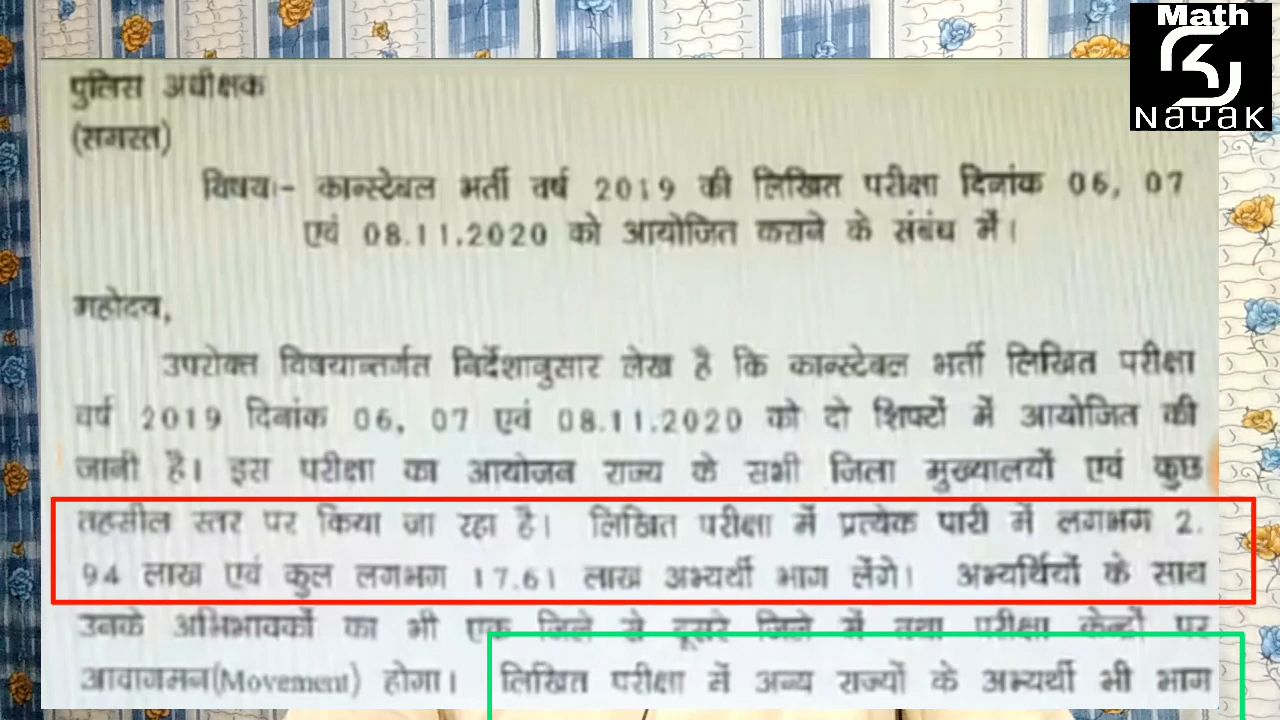 Math
NAYAK
पुलिस अधीक्षक
(समस्त)
विषयः- कान्स्टेबल भर्ती वर्ष 2019 की लिखित परीक्षा दिनांक 06, 07
एवं 08.11.2020 को आयोजित कराने के संबंध में।
महोदय,
उपरोक्त विषयान्तर्गत निर्देशानुसार लेख है कि कान्स्टेबल भर्ती लिखित परीक्षा
वर्ष 2019 दिनांक 06, 07 एवं 08.11.2020 को दो शिफ्टों में आयोजित की
जानी है। इस परीक्षा का आयोजन राज्य के सभी जिला मुख्यालयों एवं कुछ
तहसील स्तर पर किया जा रहा है। लिखित परीक्षा में प्रत्येक पारी में लगभग 2.
94 लाख एवं कुल लगभग 17.61 लाख अभ्यर्थी भाग लेंगे। अभ्यर्थियों के साथ
उनके अभिभावकों का भी एक जिले से दूसरे जिले में तथा परीक्षा केन्द्रों पर
आवागमन(Movement) होगा। लिखित परीक्षा में अन्य राज्यों के अभ्यर्थी भी भाग